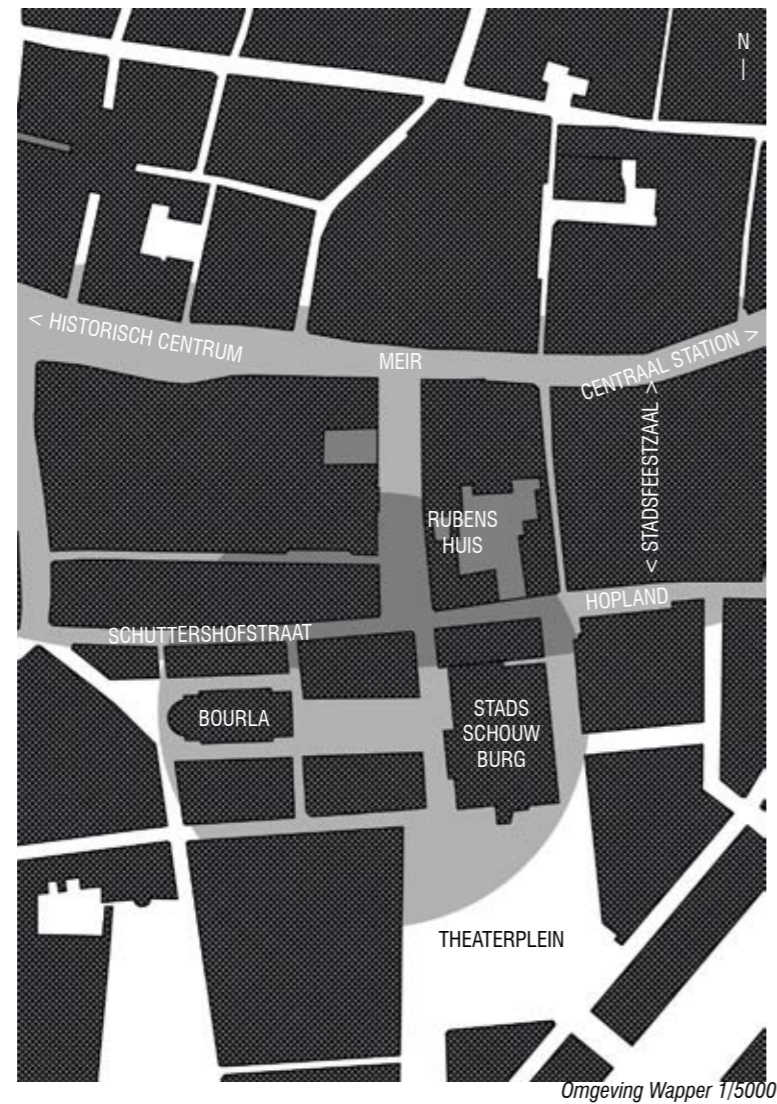 N
< HISTORISCH CENTRUM
MEIR
CENTRAAL STATION >
< STADSFEESTZAAL >
RUBENS
HUIS
HOPLAND
SCHUTTERSHOFSTRAAT
BOURLA
STADS
SCHOUW
BURG
THEATERPLEIN
Omgeving Wapper 1/5000